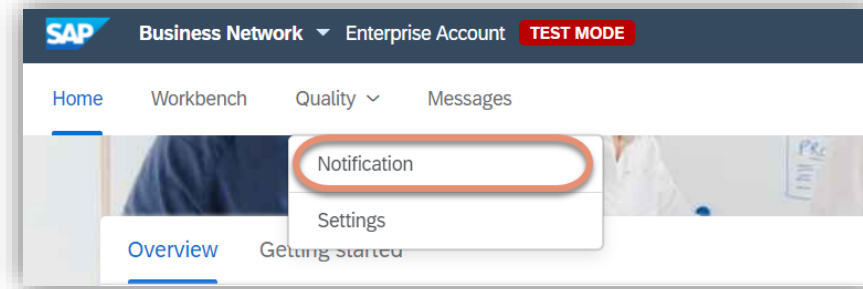 SAP Business Network Enterprise Account TEST MODE
Home Workbench Quality Messages
Notification
Settings
Overview Getting started